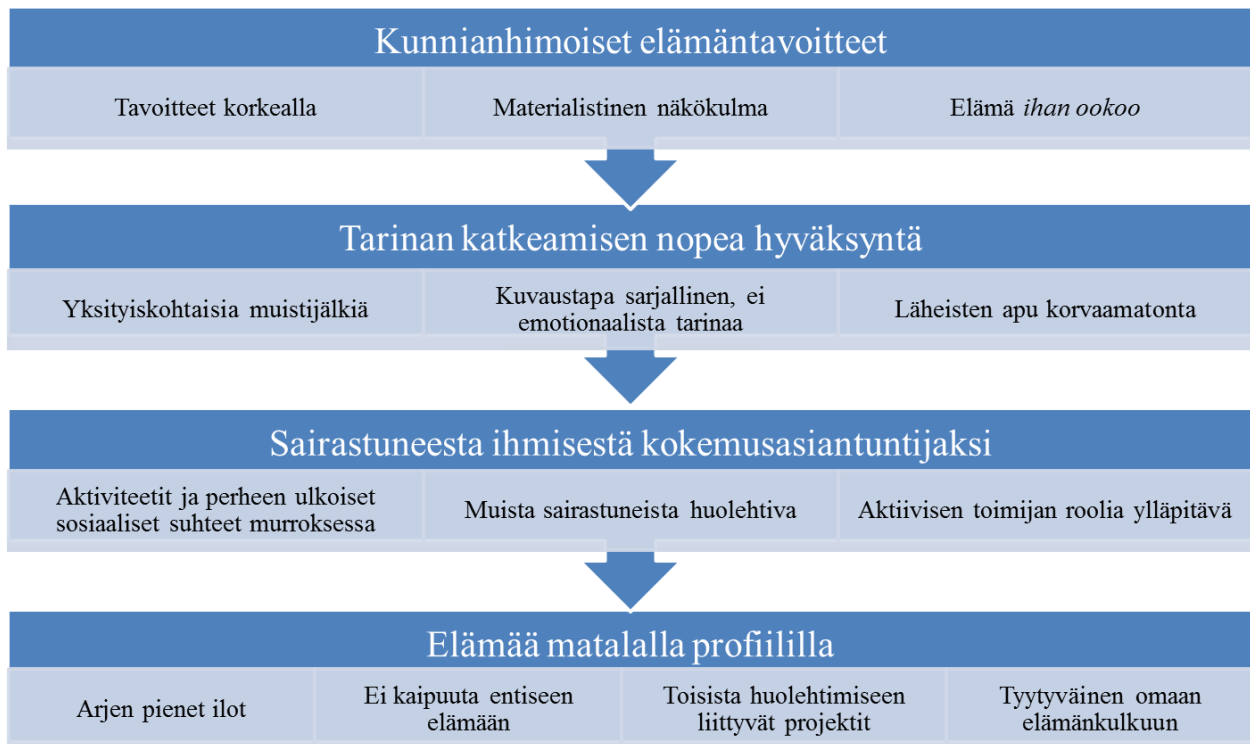 Kunnianhimoiset elämäntavoitteet
Tavoitteet korkealla
Materialistinen näkökulma
Elämä ihan ookoo
Tarinan katkeamisen nopea hyväksyntä
Yksityiskohtaisia muistijälkiä
Kuvaustapa sarjallinen, ei
emotionaalista tarinaa
Läheisten apu korvaamatonta
Sairastuneesta ihmisestä kokemusasiantuntijaksi
Aktiviteetit ja perheen ulkoiset
sosiaaliset suhteet murroksessa
Muista sairastuneista huolehtiva
Aktiivisen toimijan roolia ylläpitävä
Elämää matalalla profiililla
Arjen pienet ilot
Ei kaipuuta entiseen
elämään
Toisista huolehtimiseen
liittyvät projektit
Tyytyväinen omaan
elämänkulkuun